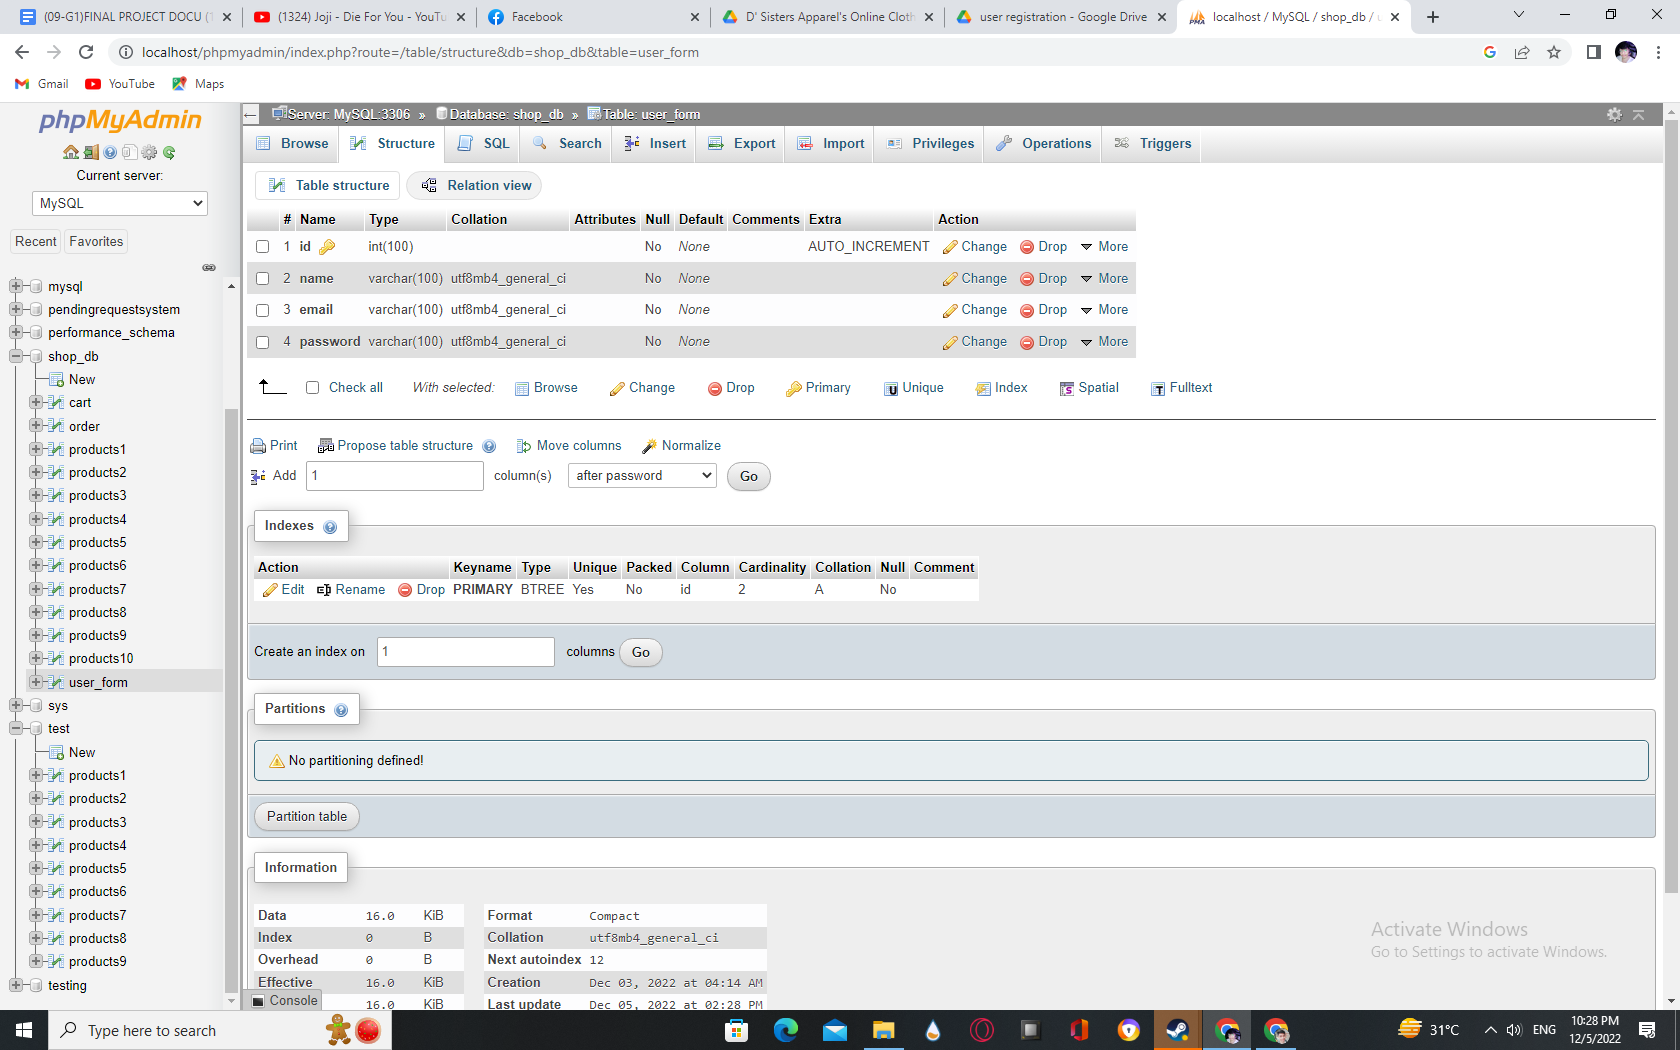 (09-G1)FINAL PROJECT DOCU (1
(1324) Joji - Die For You - YouTu
Facebook
D' Sisters Apparel's Online Cloth
user registration - Google Drive
localhost / MySQL / shop_db / u
localhost/phpmyadmin/index.php?route=/table/structure&db=shop_db&table=user_form
Gmail YouTube Maps
phpMyAdmin
Current server:
MySQL
Recent Favorites
mysql
pendingrequestsystem
performance_schema
shop_db
New
cart
order
products1
products2
products3
products4
products5
products6
products7
products8
products9
products10
user_form
sys
test
New
products1
products2
products3
products4
products5
products6
products7
products8
products9
testing
Server: MySQL:3306 » Database: shop_db » Table: user_form
Browse Structure SQL Search Insert Export Import Privileges Operations Triggers
Table structure Relation view
# Name Type Collation Attributes Null Default Comments Extra Action
1 id int(100) No None AUTO_INCREMENT Change Drop More
2 name varchar(100) utf8mb4_general_ci No None Change Drop More
3 email varchar(100) utf8mb4_general_ci No None Change Drop More
4 password varchar(100) utf8mb4_general_ci No None Change Drop More
Check all With selected: Browse Change Drop Primary Unique Index Spatial Fulltext
Print Propose table structure Move columns Normalize
Add 1 column(s) after password Go
Indexes
Action Keyname Type Unique Packed Column Cardinality Collation Null Comment
Edit Rename Drop PRIMARY BTREE Yes No id 2 A No
Create an index on 1 columns Go
Partitions
No partitioning defined!
Partition table
Information
Data 16.0 KiB
Index 0 B
Overhead 0 B
Effective 16.0 KiB
16.0 KiB
Format Compact
Collation utf8mb4_general_ci
Next autoindex 12
Creation Dec 03, 2022 at 04:14 AM
Last update Dec 05, 2022 at 02:28 PM
Console
Activate Windows
Go to Settings to activate Windows.
Type here to search
31°C
ENG
10:28 PM
12/5/2022